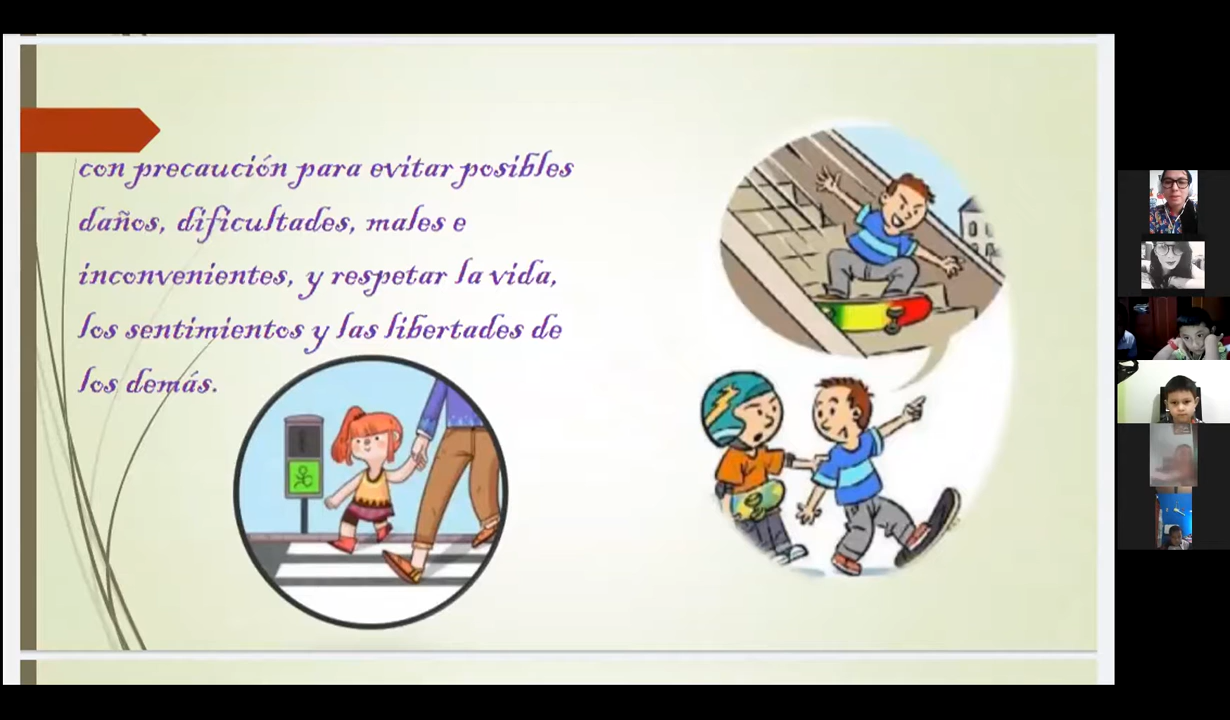 con precaución para evitar posibles
daños, dificultades, males e
inconvenientes, y respetar la vida,
los sentimientos y las libertades de
los demás.